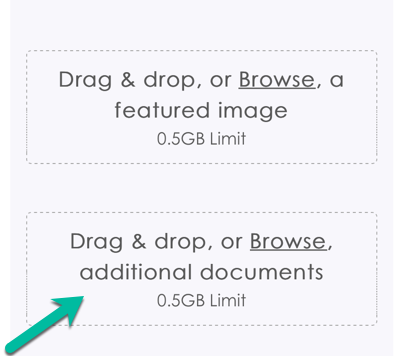 Drag & drop, or Browse, a
featured image
0.5GB Limit
Drag & drop, or Browse,
additional documents
0.5GB Limit